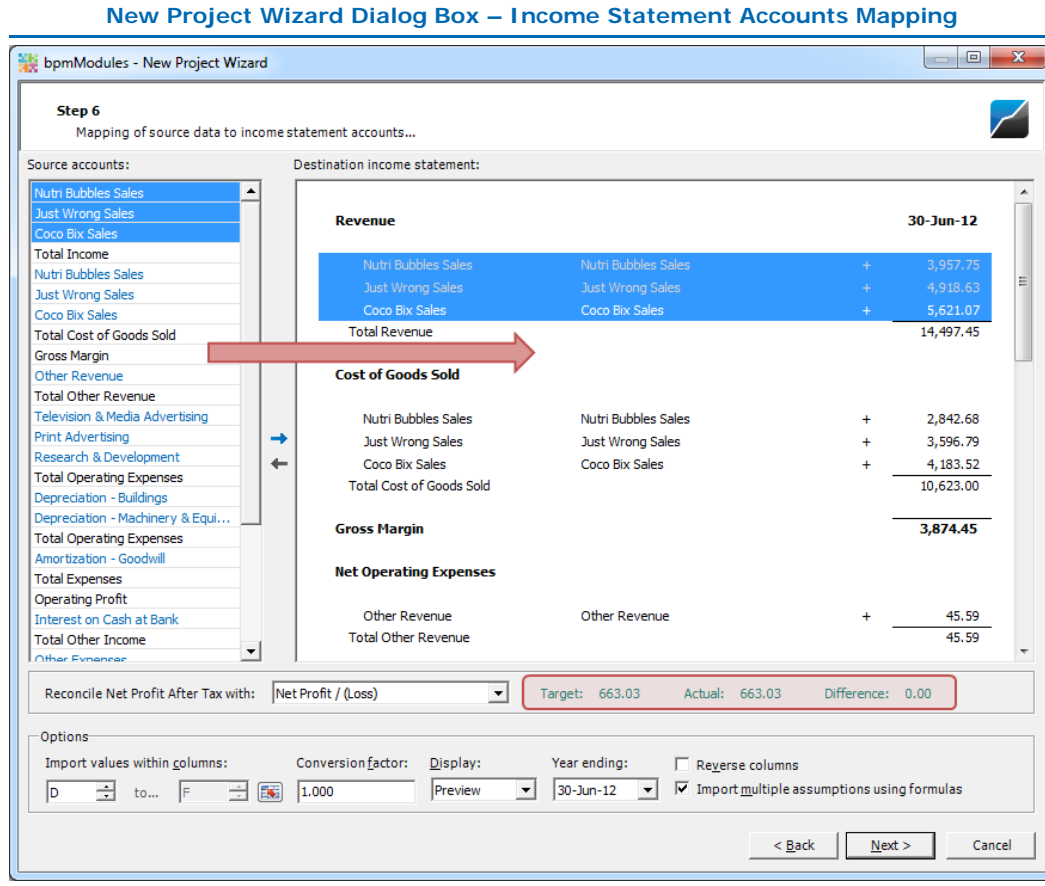 New Project Wizard Dialog Box – Income Statement Accounts Mapping
bpmModules - New Project Wizard
Step 6
Mapping of source data to income statement accounts...
Source accounts:
Nutri Bubbles Sales
Just Wrong Sales
Coco Bix Sales
Total Income
Nutri Bubbles Sales
Just Wrong Sales
Coco Bix Sales
Total Cost of Goods Sold
Gross Margin
Other Revenue
Total Other Revenue
Television & Media Advertising
Print Advertising
Research & Development
Total Operating Expenses
Depreciation - Buildings
Depreciation - Machinery & Equi...
Total Operating Expenses
Amortization - Goodwill
Total Expenses
Operating Profit
Interest on Cash at Bank
Total Other Income
Other Expenses
Destination income statement:
Revenue 30-Jun-12
Nutri Bubbles Sales Nutri Bubbles Sales + 3,957.75
Just Wrong Sales Just Wrong Sales + 4,918.63
Coco Bix Sales Coco Bix Sales + 5,621.07
Total Revenue 14,497.45
Cost of Goods Sold
Nutri Bubbles Sales Nutri Bubbles Sales + 2,842.68
Just Wrong Sales Just Wrong Sales + 3,596.79
Coco Bix Sales Coco Bix Sales + 4,183.52
Total Cost of Goods Sold 10,623.00
Gross Margin 3,874.45
Net Operating Expenses
Other Revenue Other Revenue + 45.59
Total Other Revenue 45.59
Reconcile Net Profit After Tax with: Net Profit / (Loss) Target: 663.03 Actual: 663.03 Difference: 0.00
Options
Import values within columns: Conversion factor: Display: Year ending: Reverse columns
D to... F 1.000 Preview 30-Jun-12 Import multiple assumptions using formulas
< Back Next > Cancel